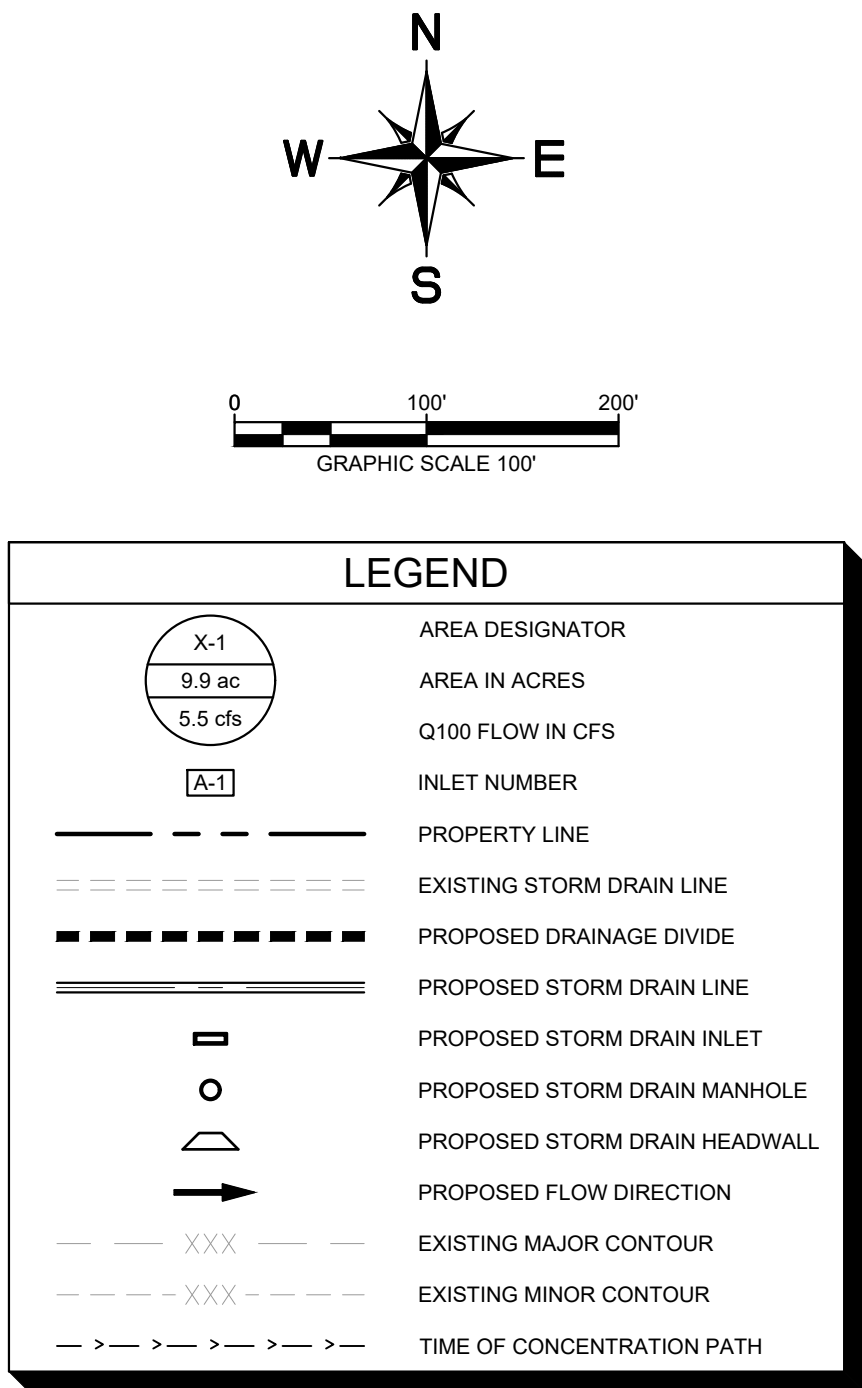 N
W E
S
0 100' 200'
GRAPHIC SCALE 100'
LEGEND
X-1 AREA DESIGNATOR
9.9 ac AREA IN ACRES
5.5 cfs Q100 FLOW IN CFS
A-1 INLET NUMBER
PROPERTY LINE
EXISTING STORM DRAIN LINE
PROPOSED DRAINAGE DIVIDE
PROPOSED STORM DRAIN LINE
PROPOSED STORM DRAIN INLET
PROPOSED STORM DRAIN MANHOLE
PROPOSED STORM DRAIN HEADWALL
PROPOSED FLOW DIRECTION
XXX EXISTING MAJOR CONTOUR
XXX EXISTING MINOR CONTOUR
TIME OF CONCENTRATION PATH